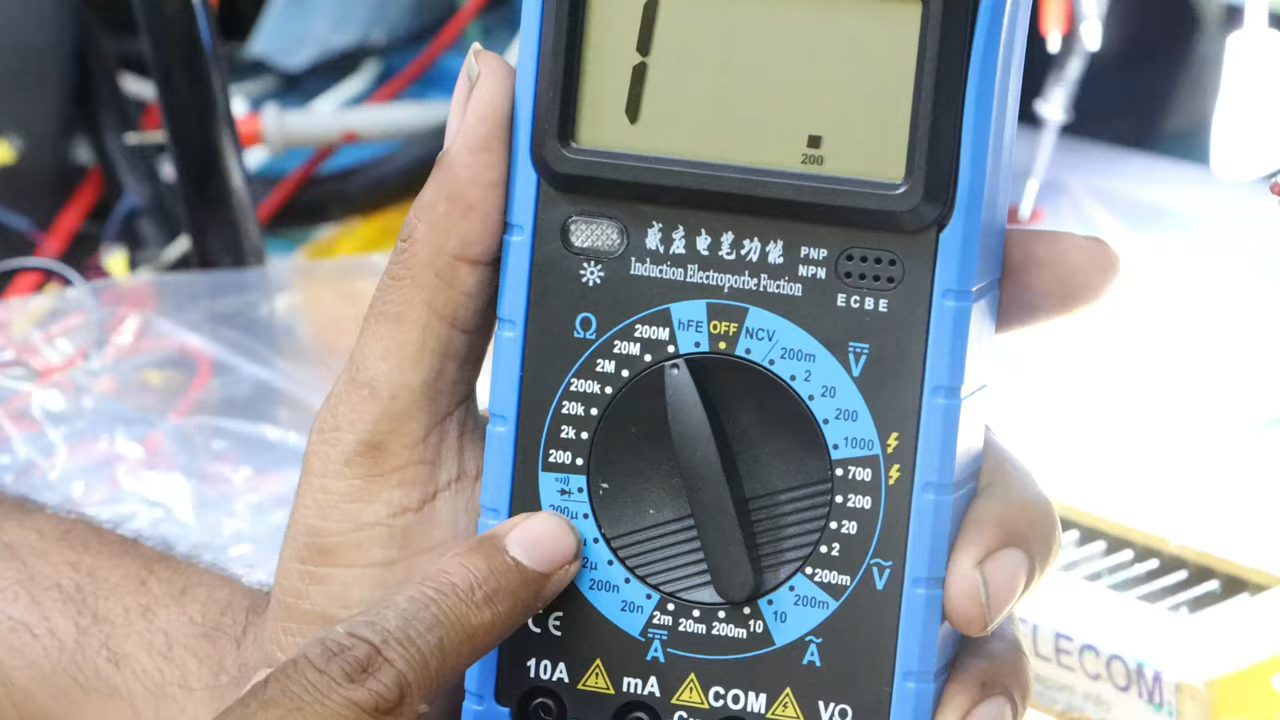 1
200
感应电笔功能
Induction Electroporbe Fuction
PNP
NPN
E C B E
Ω
200M
20M
2M
200k
20k
2k
200
hFE
OFF
NCV
200m
2
20
200
1000
V
700
200
20
2
200m
V
200µ
2µ
200n
20n
2m
20m
200m
10
A
10
200m
A
CE
10A
mA
COM
VΩ
ELECOM